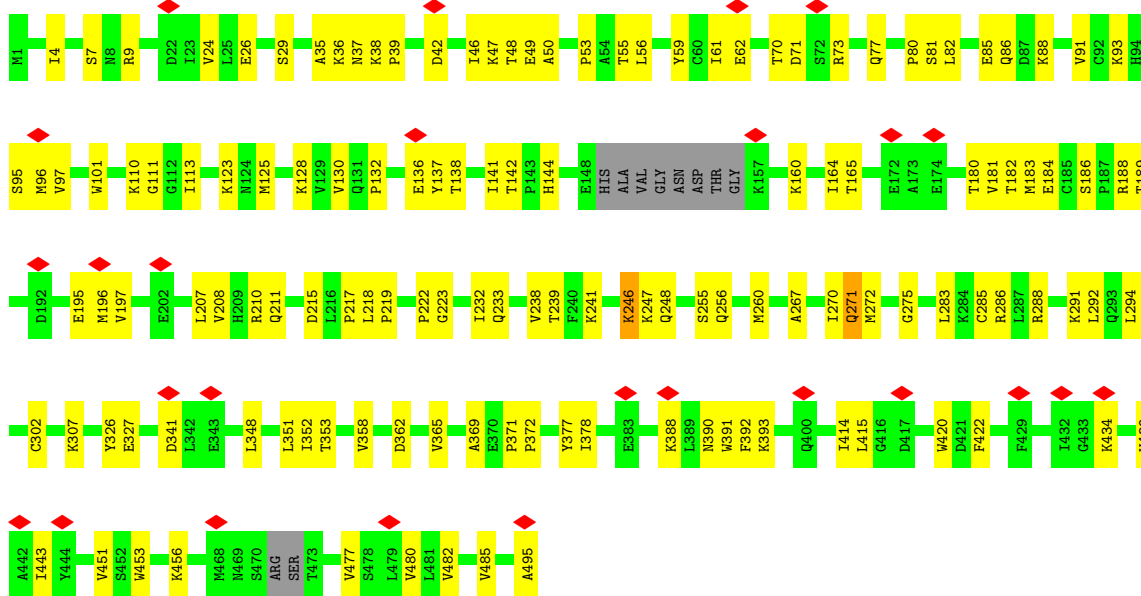 M1 I4 S7 N8 R9 D22 I23 V24 L25 E26 S29 A35 K36 N37 K38 P39 D42 I46 K47 T48 E49 A50 P53 A54 T55 L56 Y59 C60 I61 E62 T70 D71 S72 R73 Q77 P80 S81 L82 E85 Q86 D87 K88 V91 C92 K93 H94
S95 M96 V97 W101 K110 G111 G112 I113 K123 N124 M125 K128 V129 V130 Q131 P132 E136 Y137 T138 I141 T142 P143 H144 E148 HIS ALA VAL GLY ASN ASP THR GLY K157 K160 I164 T165 E172 A173 E174 T180 V181 T182 M183 E184 C185 S186 P187 R188 T189
D192 E195 M196 V197 E202 L207 V208 H209 R210 Q211 D215 L216 P217 L218 P219 P222 G223 I232 Q233 V238 T239 F240 K241 K246 K247 Q248 S255 Q256 M260 A267 I270 Q271 M272 G275 L283 K284 C285 R286 L287 R288 K291 L292 Q293 L294
C302 K307 Y326 E327 D341 L342 E343 L348 L351 I352 T353 V358 D362 V365 A369 E370 P371 P372 Y377 I378 E383 K388 L389 N390 W391 F392 K393 Q400 I414 L415 G416 D417 W420 D421 F422 F429 I432 G433 K434
A442 I443 Y444 V451 S452 W453 K456 M468 N469 S470 ARG SER T473 V477 S478 L479 V480 L481 V482 V485 A495